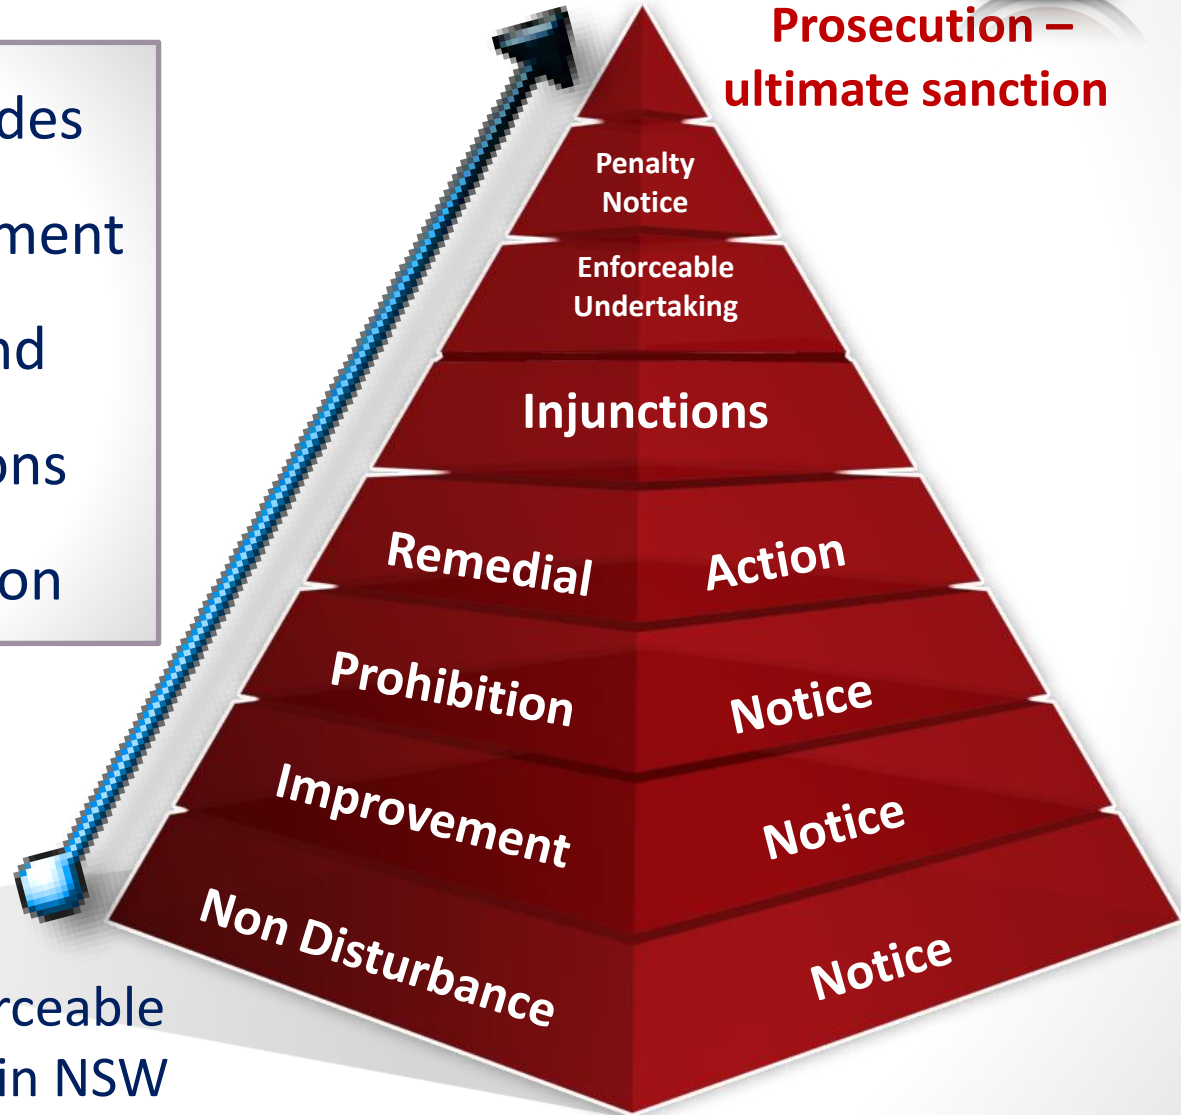 Prosecution –
ultimate sanction
des
ment
nd
ons
on
Penalty
Notice
Enforceable
Undertaking
Injunctions
Remedial Action
Prohibition Notice
Improvement Notice
Non Disturbance Notice
rceable
in NSW